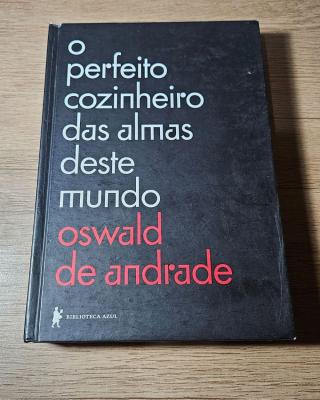 o
perfeito
cozinheiro
das almas
deste
mundo
oswald
de andrade
BIBLIOTECA AZUL